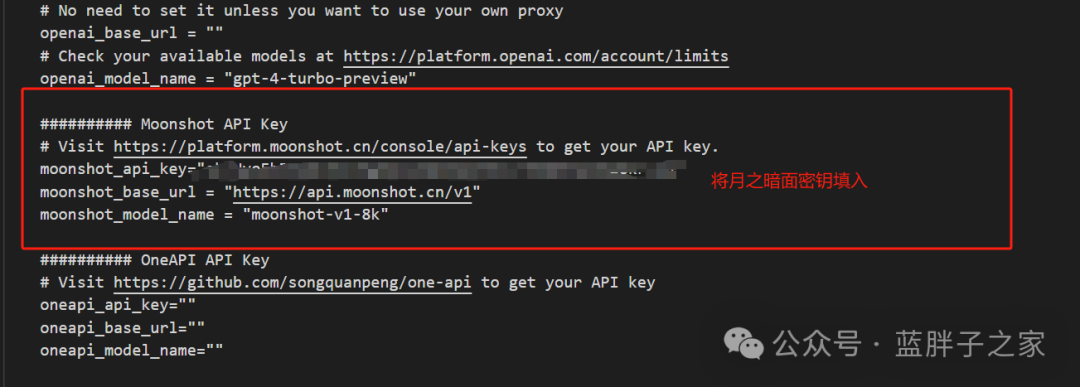 # No need to set it unless you want to use your own proxy
openai_base_url = ""
# Check your available models at https://platform.openai.com/account/limits
openai_model_name = "gpt-4-turbo-preview"
########## Moonshot API Key
# Visit https://platform.moonshot.cn/console/api-keys to get your API key.
moonshot_api_key="
将月之暗面密钥填入
moonshot_base_url = "https://api.moonshot.cn/v1"
moonshot_model_name = "moonshot-v1-8k"
########## OneAPI API Key
# Visit https://github.com/songquanpeng/one-api to get your API key
oneapi_api_key=""
oneapi_base_url=""
oneapi_model_name=""
公众号 · 蓝胖子之家